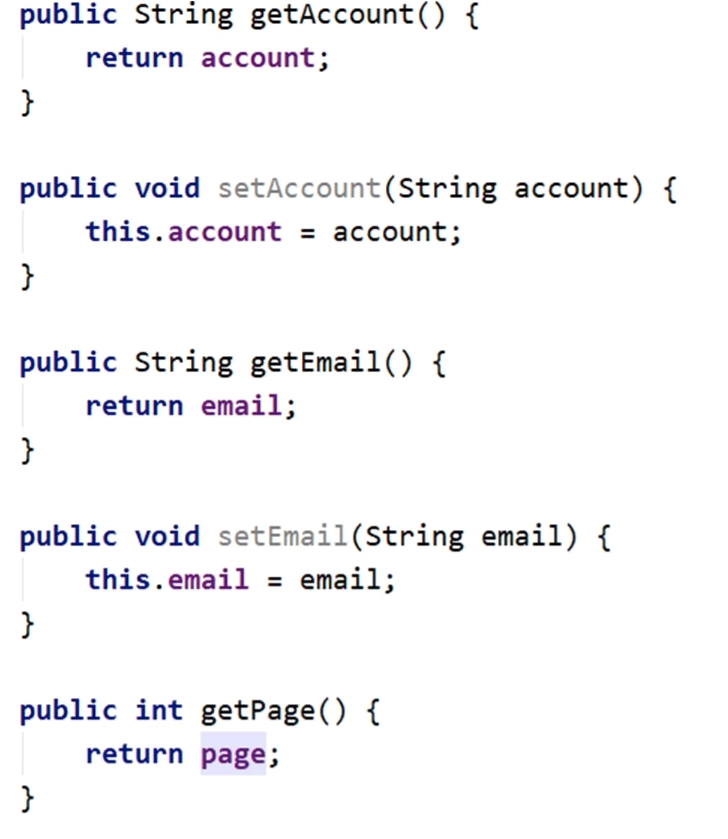 public String getAccount() {
    return account;
}
public void setAccount(String account) {
    this.account = account;
}
public String getEmail() {
    return email;
}
public void setEmail(String email) {
    this.email = email;
}
public int getPage() {
    return page;
}